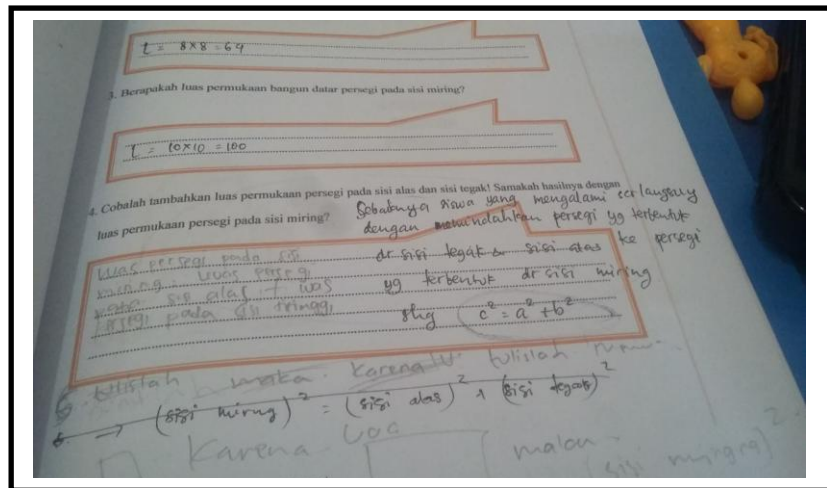 L = 8 x 8 = 64
3. Berapakah luas permukaan bangun datar persegi pada sisi miring?
L = 10 x 10 = 100
4. Cobalah tambahkan luas permukaan persegi pada sisi alas dan sisi tegak! Samakah hasilnya dengan
luas permukaan persegi pada sisi miring?
Sebaiknya siswa yang mengalami scr langsung
dengan memindahkan persegi yg terbentuk
dr sisi tegak & sisi atas ke persegi
yg terbentuk dr sisi miring
shg c² = a² + b²
Luas persegi pada sisi
miring = luas persegi
pada sisi alas + luas
persegi pada sisi tinggi
tulislah maka karena itu tulislah
→ (sisi miring)² = (sisi alas)² + (sisi tegak)²
Karena
(sisi miring)²